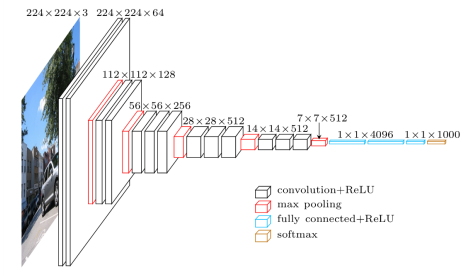 224×224×3 224×224×64
112×112×128
56×56×256
28×28×512
14×14×512
7×7×512
1×1×4096 1×1×1000
convolution+ReLU
max pooling
fully connected+ReLU
softmax